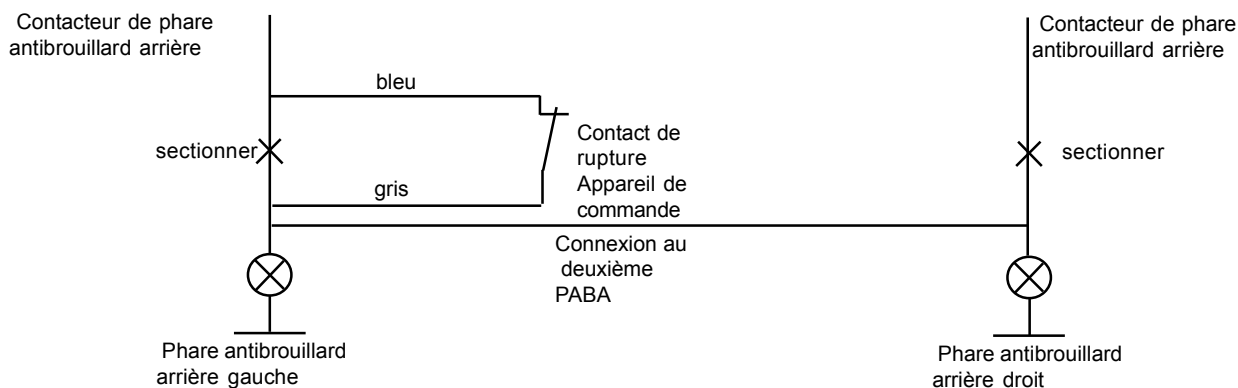 Contacteur de phare
antibrouillard arrière
Contacteur de phare
antibrouillard arrière
bleu
sectionner
Contact de
rupture
Appareil de
commande
sectionner
gris
Connexion au
deuxième
PABA
Phare antibrouillard
arrière gauche
Phare antibrouillard
arrière droit